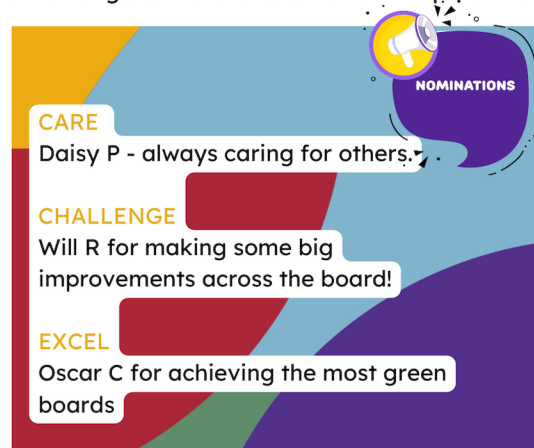 NOMINATIONS
CARE
Daisy P - always caring for others.
CHALLENGE
Will R for making some big
improvements across the board!
EXCEL
Oscar C for achieving the most green
boards